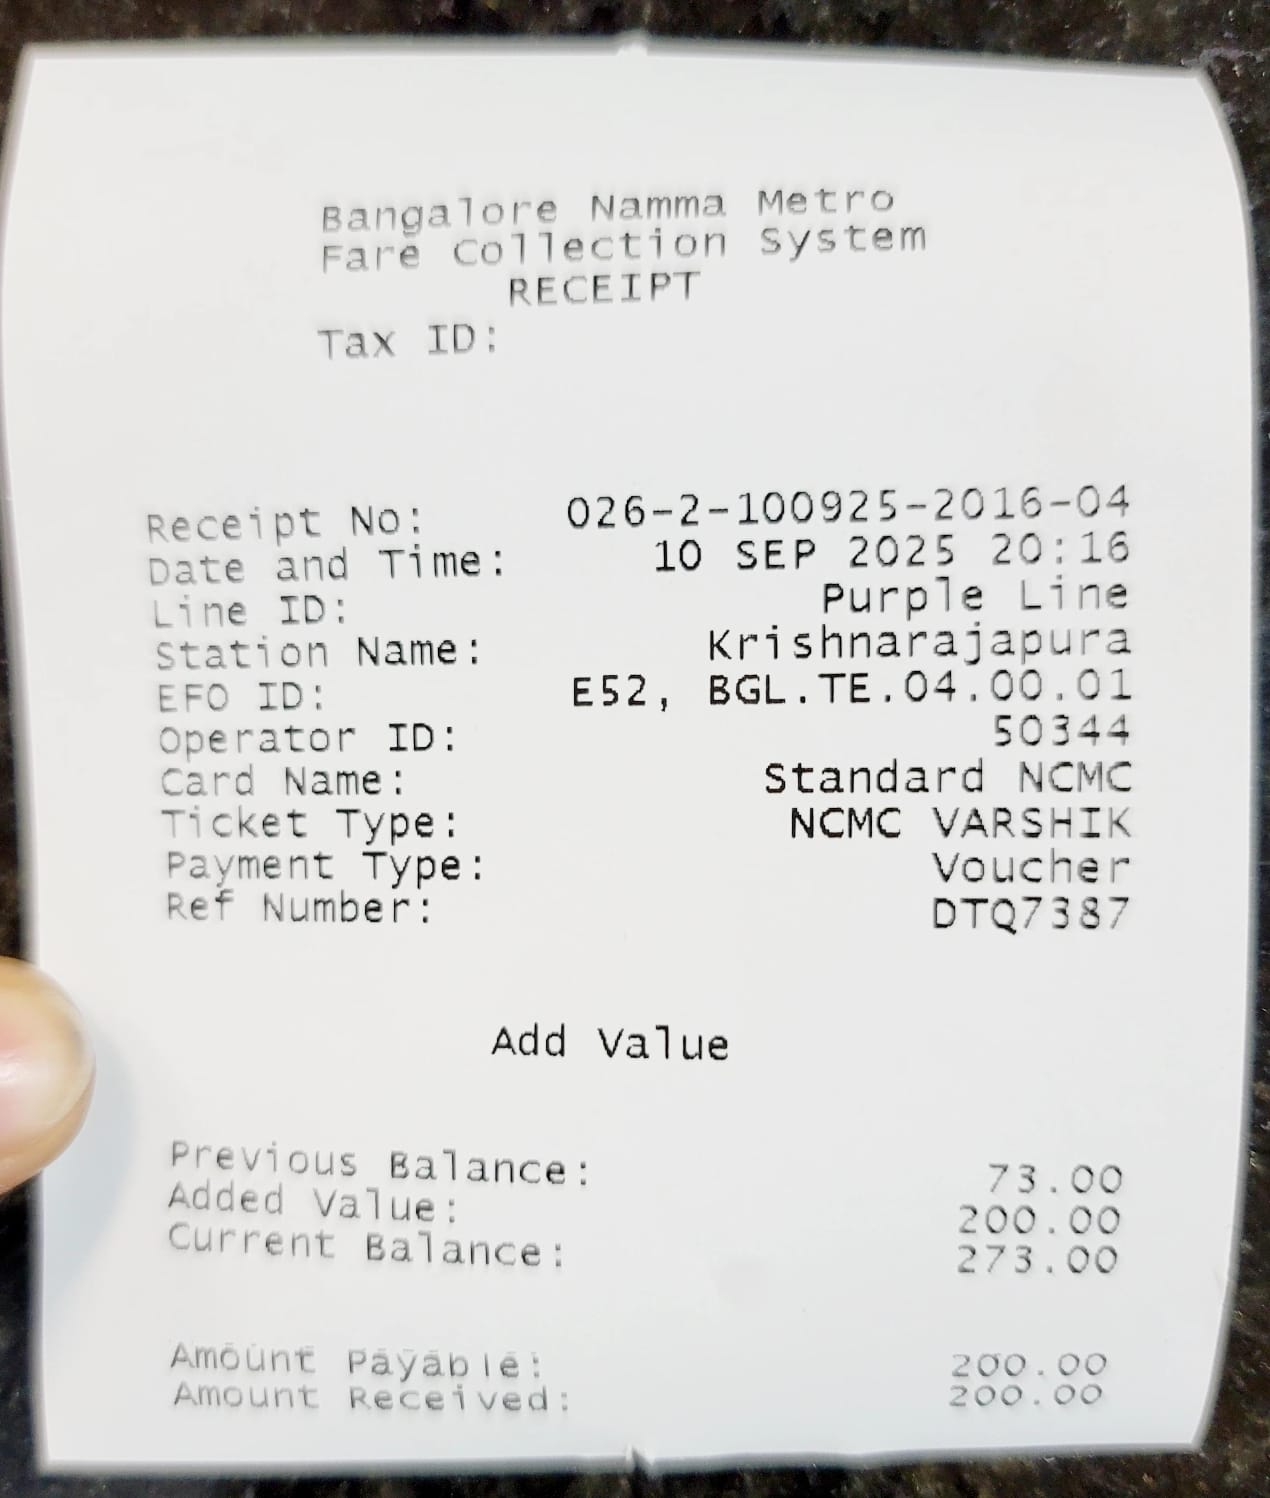 Bangalore Namma Metro
Fare Collection System
RECEIPT
Tax ID:
Receipt No: 026-2-100925-2016-04
Date and Time: 10 SEP 2025 20:16
Line ID: Purple Line
Station Name: Krishnarajapura
EFO ID: E52, BGL.TE.04.00.01
Operator ID: 50344
Card Name: Standard NCMC
Ticket Type: NCMC VARSHIK
Payment Type: Voucher
Ref Number: DTQ7387
Add Value
Previous Balance: 73.00
Added Value: 200.00
Current Balance: 273.00
Amount Payable: 200.00
Amount Received: 200.00